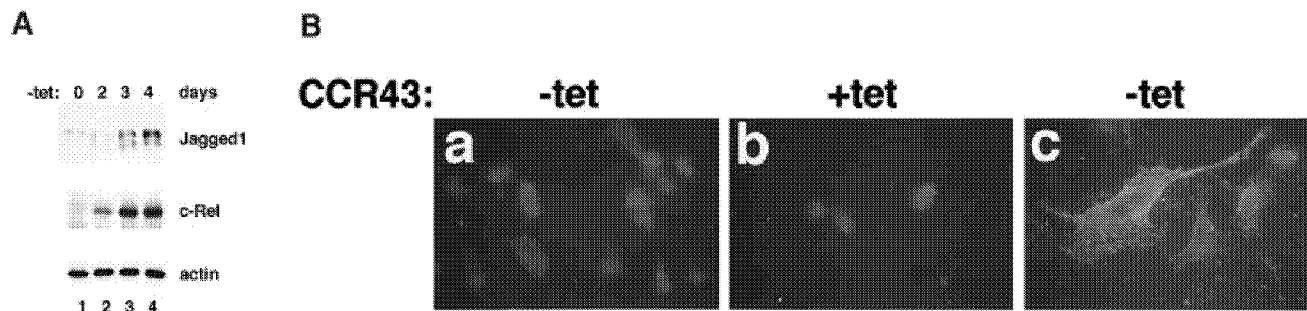 A
B
-tet: 0 2 3 4 days
Jagged1
c-Rel
actin
1 2 3 4
CCR43: -tet +tet -tet
a b c